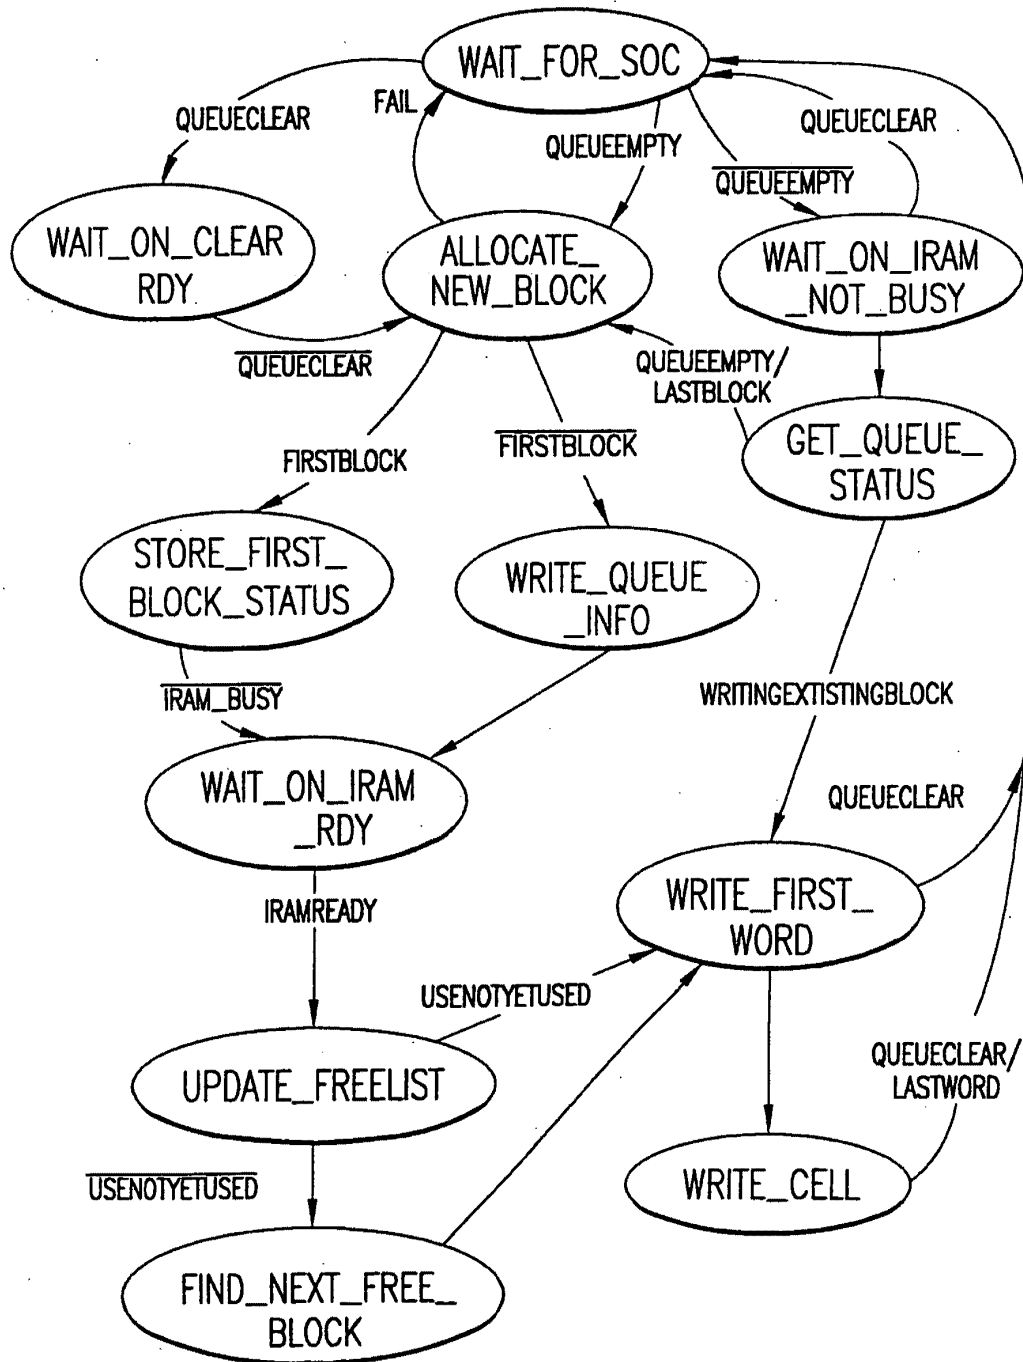 WAIT_FOR_SOC
QUEUECLEAR
FAIL
QUEUEEMPTY
QUEUECLEAR
QUEUEEMPTY
WAIT_ON_CLEAR
RDY
ALLOCATE_
NEW_BLOCK
WAIT_ON_IRAM
_NOT_BUSY
QUEUECLEAR
QUEUEEMPTY/
LASTBLOCK
FIRSTBLOCK
FIRSTBLOCK
GET_QUEUE_
STATUS
STORE_FIRST_
BLOCK_STATUS
WRITE_QUEUE
_INFO
IRAM_BUSY
WRITINGEXTISTINGBLOCK
WAIT_ON_IRAM
_RDY
QUEUECLEAR
IRAMREADY
WRITE_FIRST_
WORD
USENOTYETUSED
UPDATE_FREELIST
QUEUECLEAR/
LASTWORD
USENOTYETUSED
WRITE_CELL
FIND_NEXT_FREE_
BLOCK